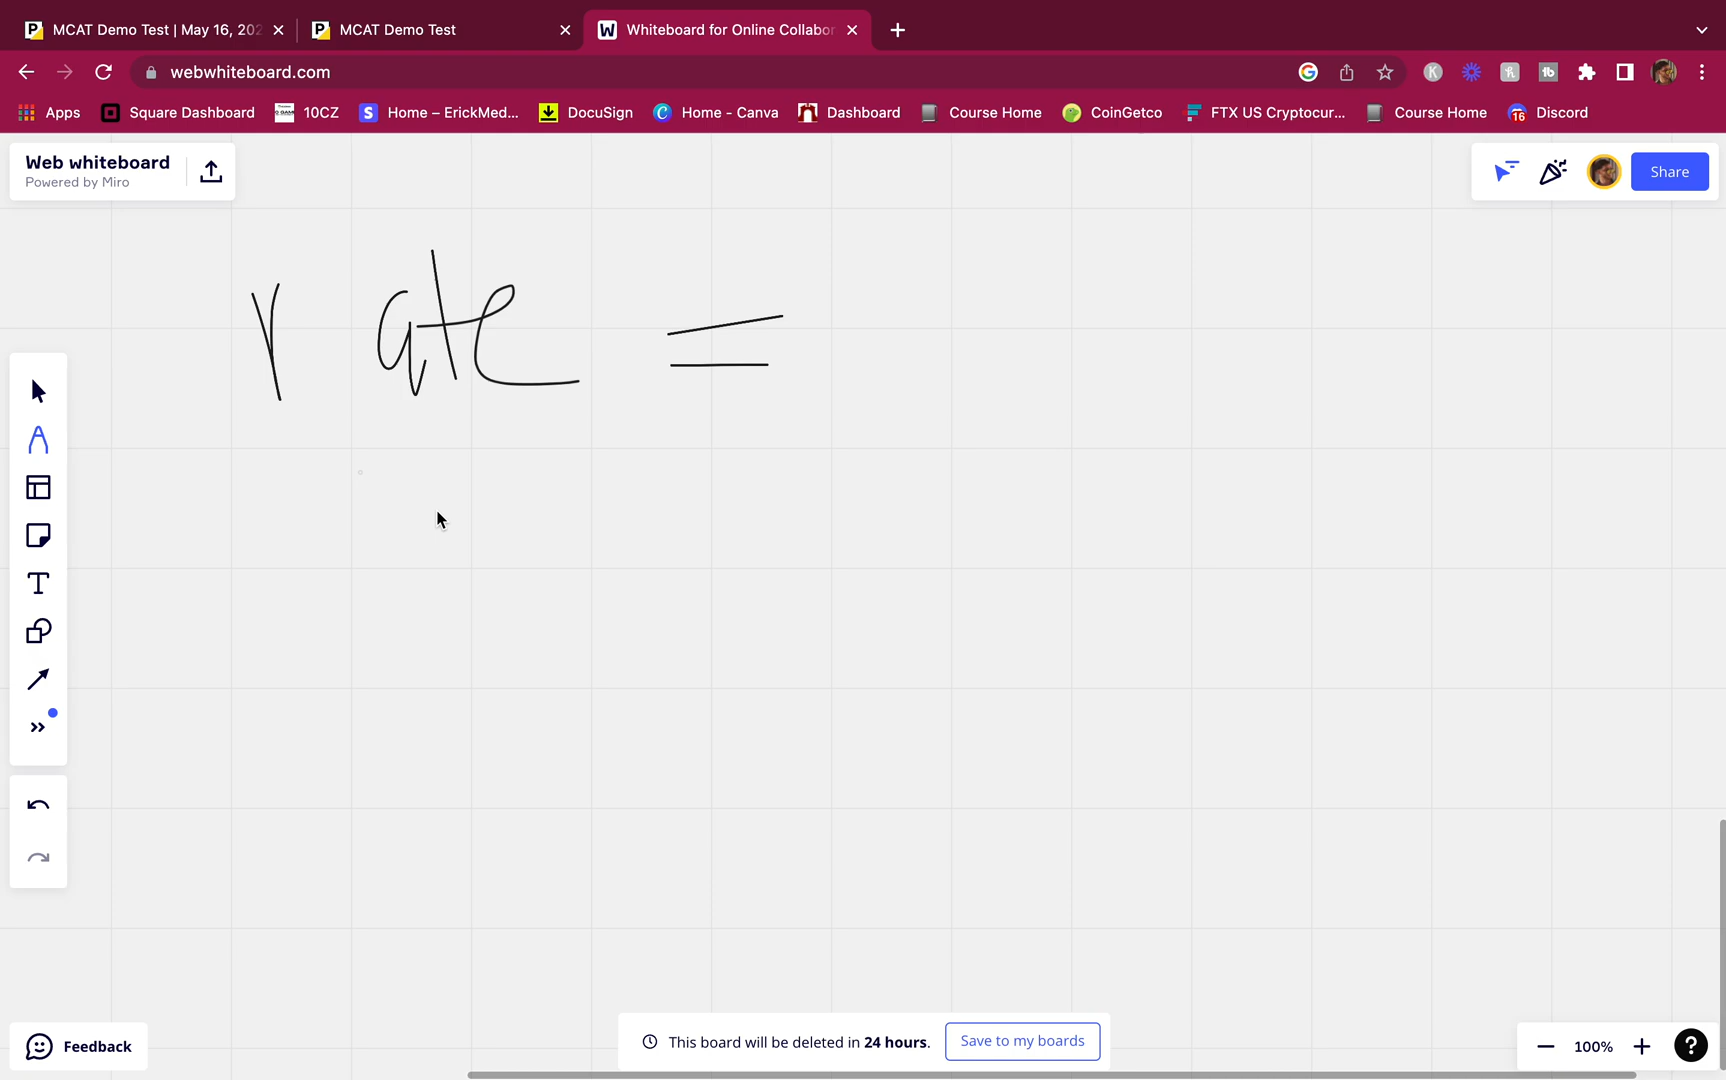 MCAT Demo Test | May 16, 202
MCAT Demo Test
Whiteboard for Online Collabor
webwhiteboard.com
Apps
Square Dashboard
10CZ
Home – ErickMed...
DocuSign
Home - Canva
Dashboard
Course Home
CoinGetco
FTX US Cryptocur...
Course Home
16
Discord
Web whiteboard
Powered by Miro
Share
rate =
Feedback
This board will be deleted in 24 hours.
Save to my boards
100%